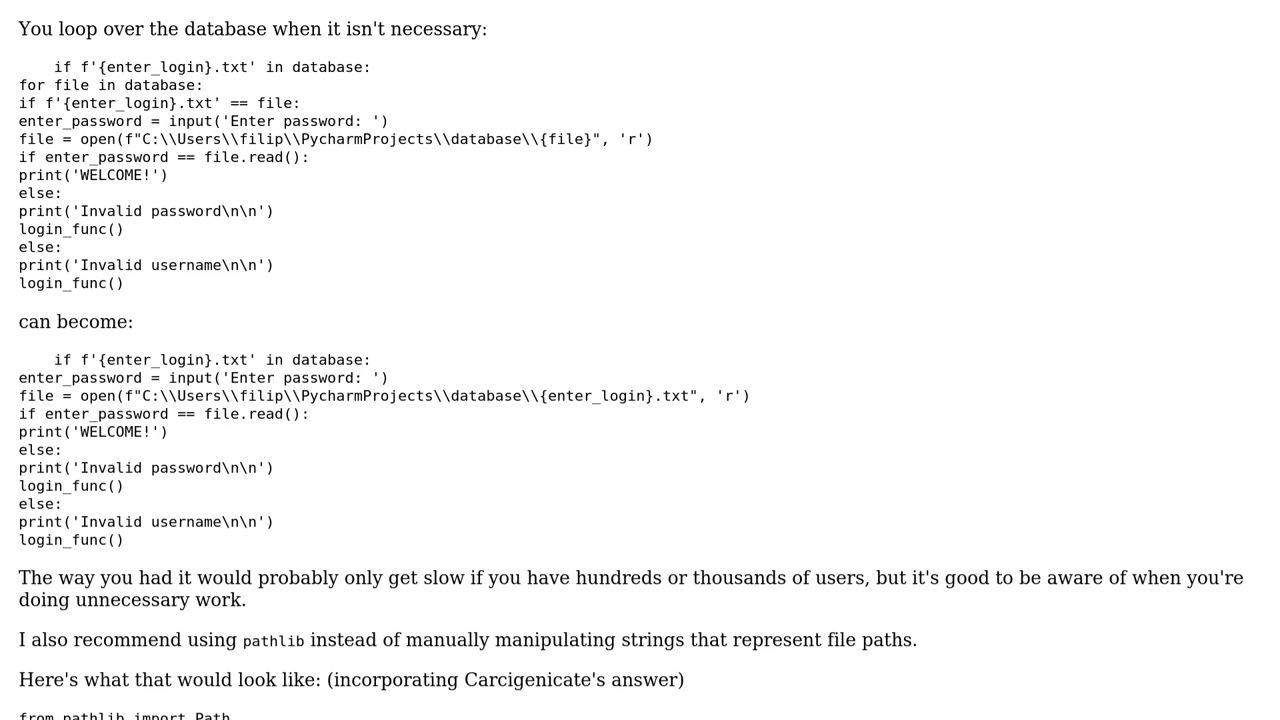 You loop over the database when it isn't necessary:
    if f'{enter_login}.txt' in database:
for file in database:
if f'{enter_login}.txt' == file:
enter_password = input('Enter password: ')
file = open(f"C:\\Users\\filip\\PycharmProjects\\database\\{file}", 'r')
if enter_password == file.read():
print('WELCOME!')
else:
print('Invalid password\n\n')
login_func()
else:
print('Invalid username\n\n')
login_func()
can become:
    if f'{enter_login}.txt' in database:
enter_password = input('Enter password: ')
file = open(f"C:\\Users\\filip\\PycharmProjects\\database\\{enter_login}.txt", 'r')
if enter_password == file.read():
print('WELCOME!')
else:
print('Invalid password\n\n')
login_func()
else:
print('Invalid username\n\n')
login_func()
The way you had it would probably only get slow if you have hundreds or thousands of users, but it's good to be aware of when you're
doing unnecessary work.
I also recommend using pathlib instead of manually manipulating strings that represent file paths.
Here's what that would look like: (incorporating Carcigenicate's answer)
from pathlib import Path